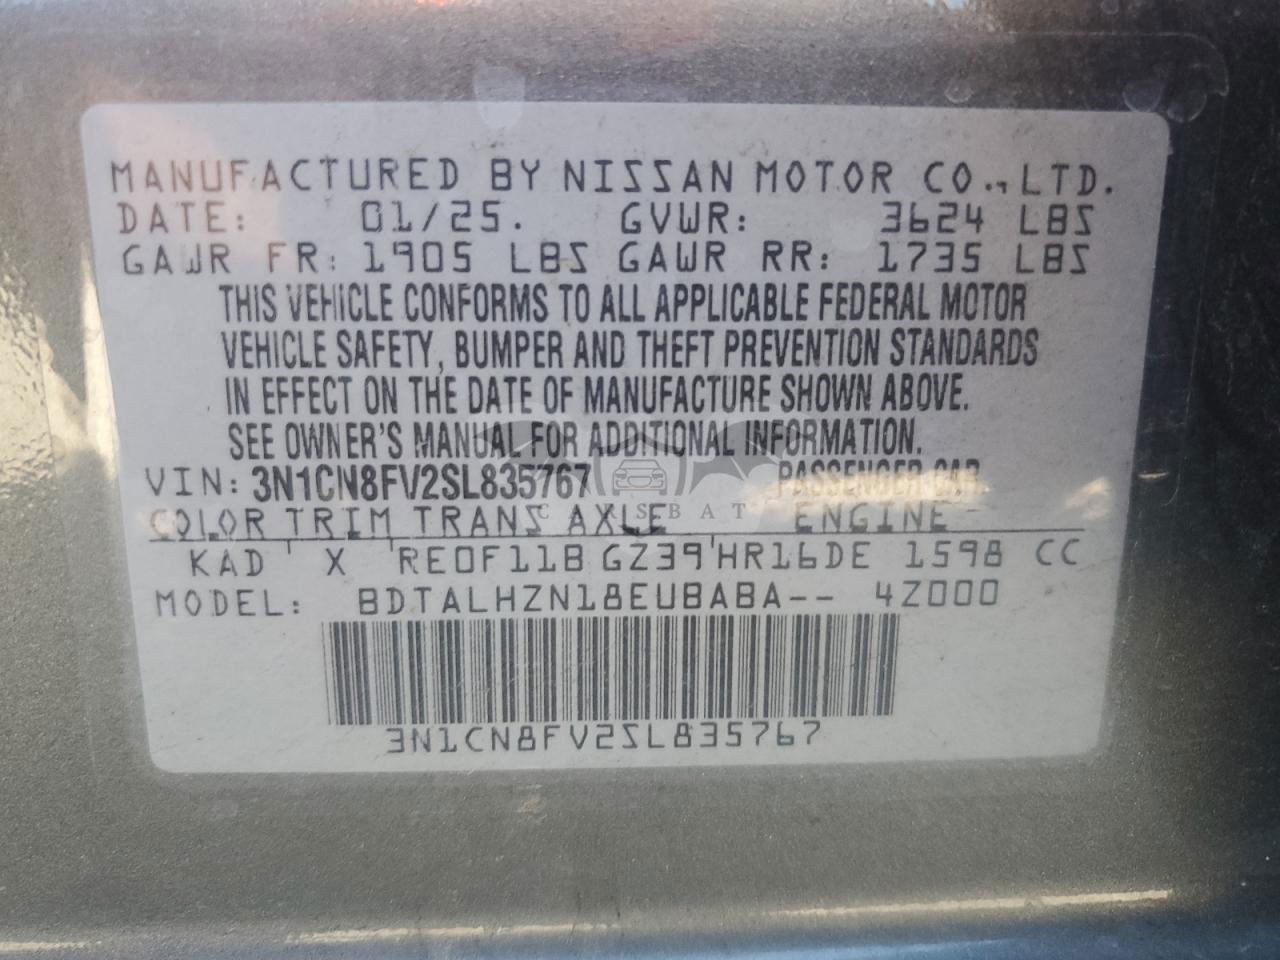 MANUFACTURED BY NISSAN MOTOR CO., LTD.
DATE: 01/25. GVWR: 3624 LBS
GAWR FR: 1905 LBS GAWR RR: 1735 LBS
THIS VEHICLE CONFORMS TO ALL APPLICABLE FEDERAL MOTOR
VEHICLE SAFETY, BUMPER AND THEFT PREVENTION STANDARDS
IN EFFECT ON THE DATE OF MANUFACTURE SHOWN ABOVE.
SEE OWNER'S MANUAL FOR ADDITIONAL INFORMATION.
VIN: 3N1CN8FV2SL835767 PASSENGER CAR
CARSBAT
COLOR TRIM TRANS AXLE ENGINE
KAD X RE0F11B GZ39 HR16DE 1598 CC
MODEL: BDTALHZN18EUBABA-- 4Z000
3N1CN8FV2SL835767